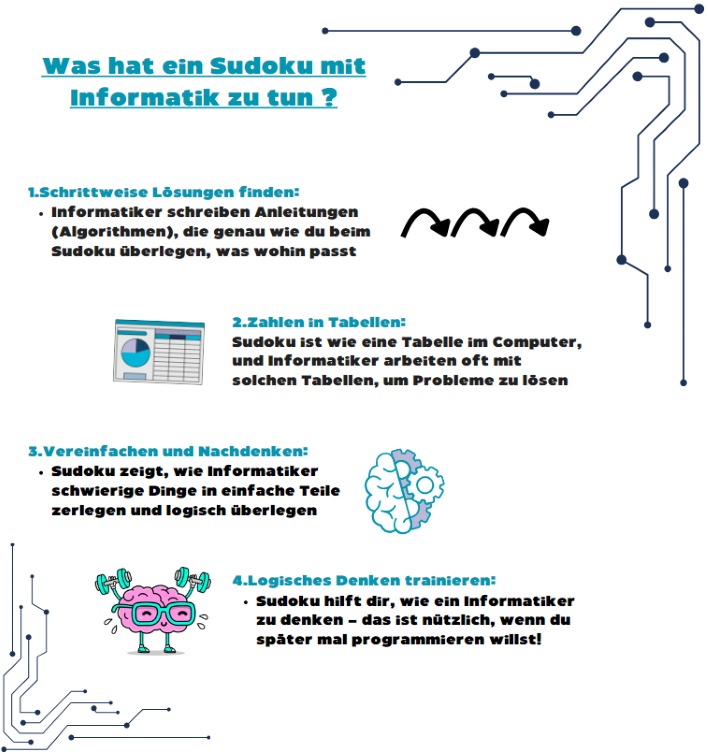 Was hat ein Sudoku mit
Informatik zu tun ?
1.Schrittweise Lösungen finden:
• Informatiker schreiben Anleitungen
(Algorithmen), die genau wie du beim
Sudoku überlegen, was wohin passt
2.Zahlen in Tabellen:
Sudoku ist wie eine Tabelle im Computer,
und Informatiker arbeiten oft mit
solchen Tabellen, um Probleme zu lösen
3.Vereinfachen und Nachdenken:
• Sudoku zeigt, wie Informatiker
schwierige Dinge in einfache Teile
zerlegen und logisch überlegen
4.Logisches Denken trainieren:
• Sudoku hilft dir, wie ein Informatiker
zu denken – das ist nützlich, wenn du
später mal programmieren willst!